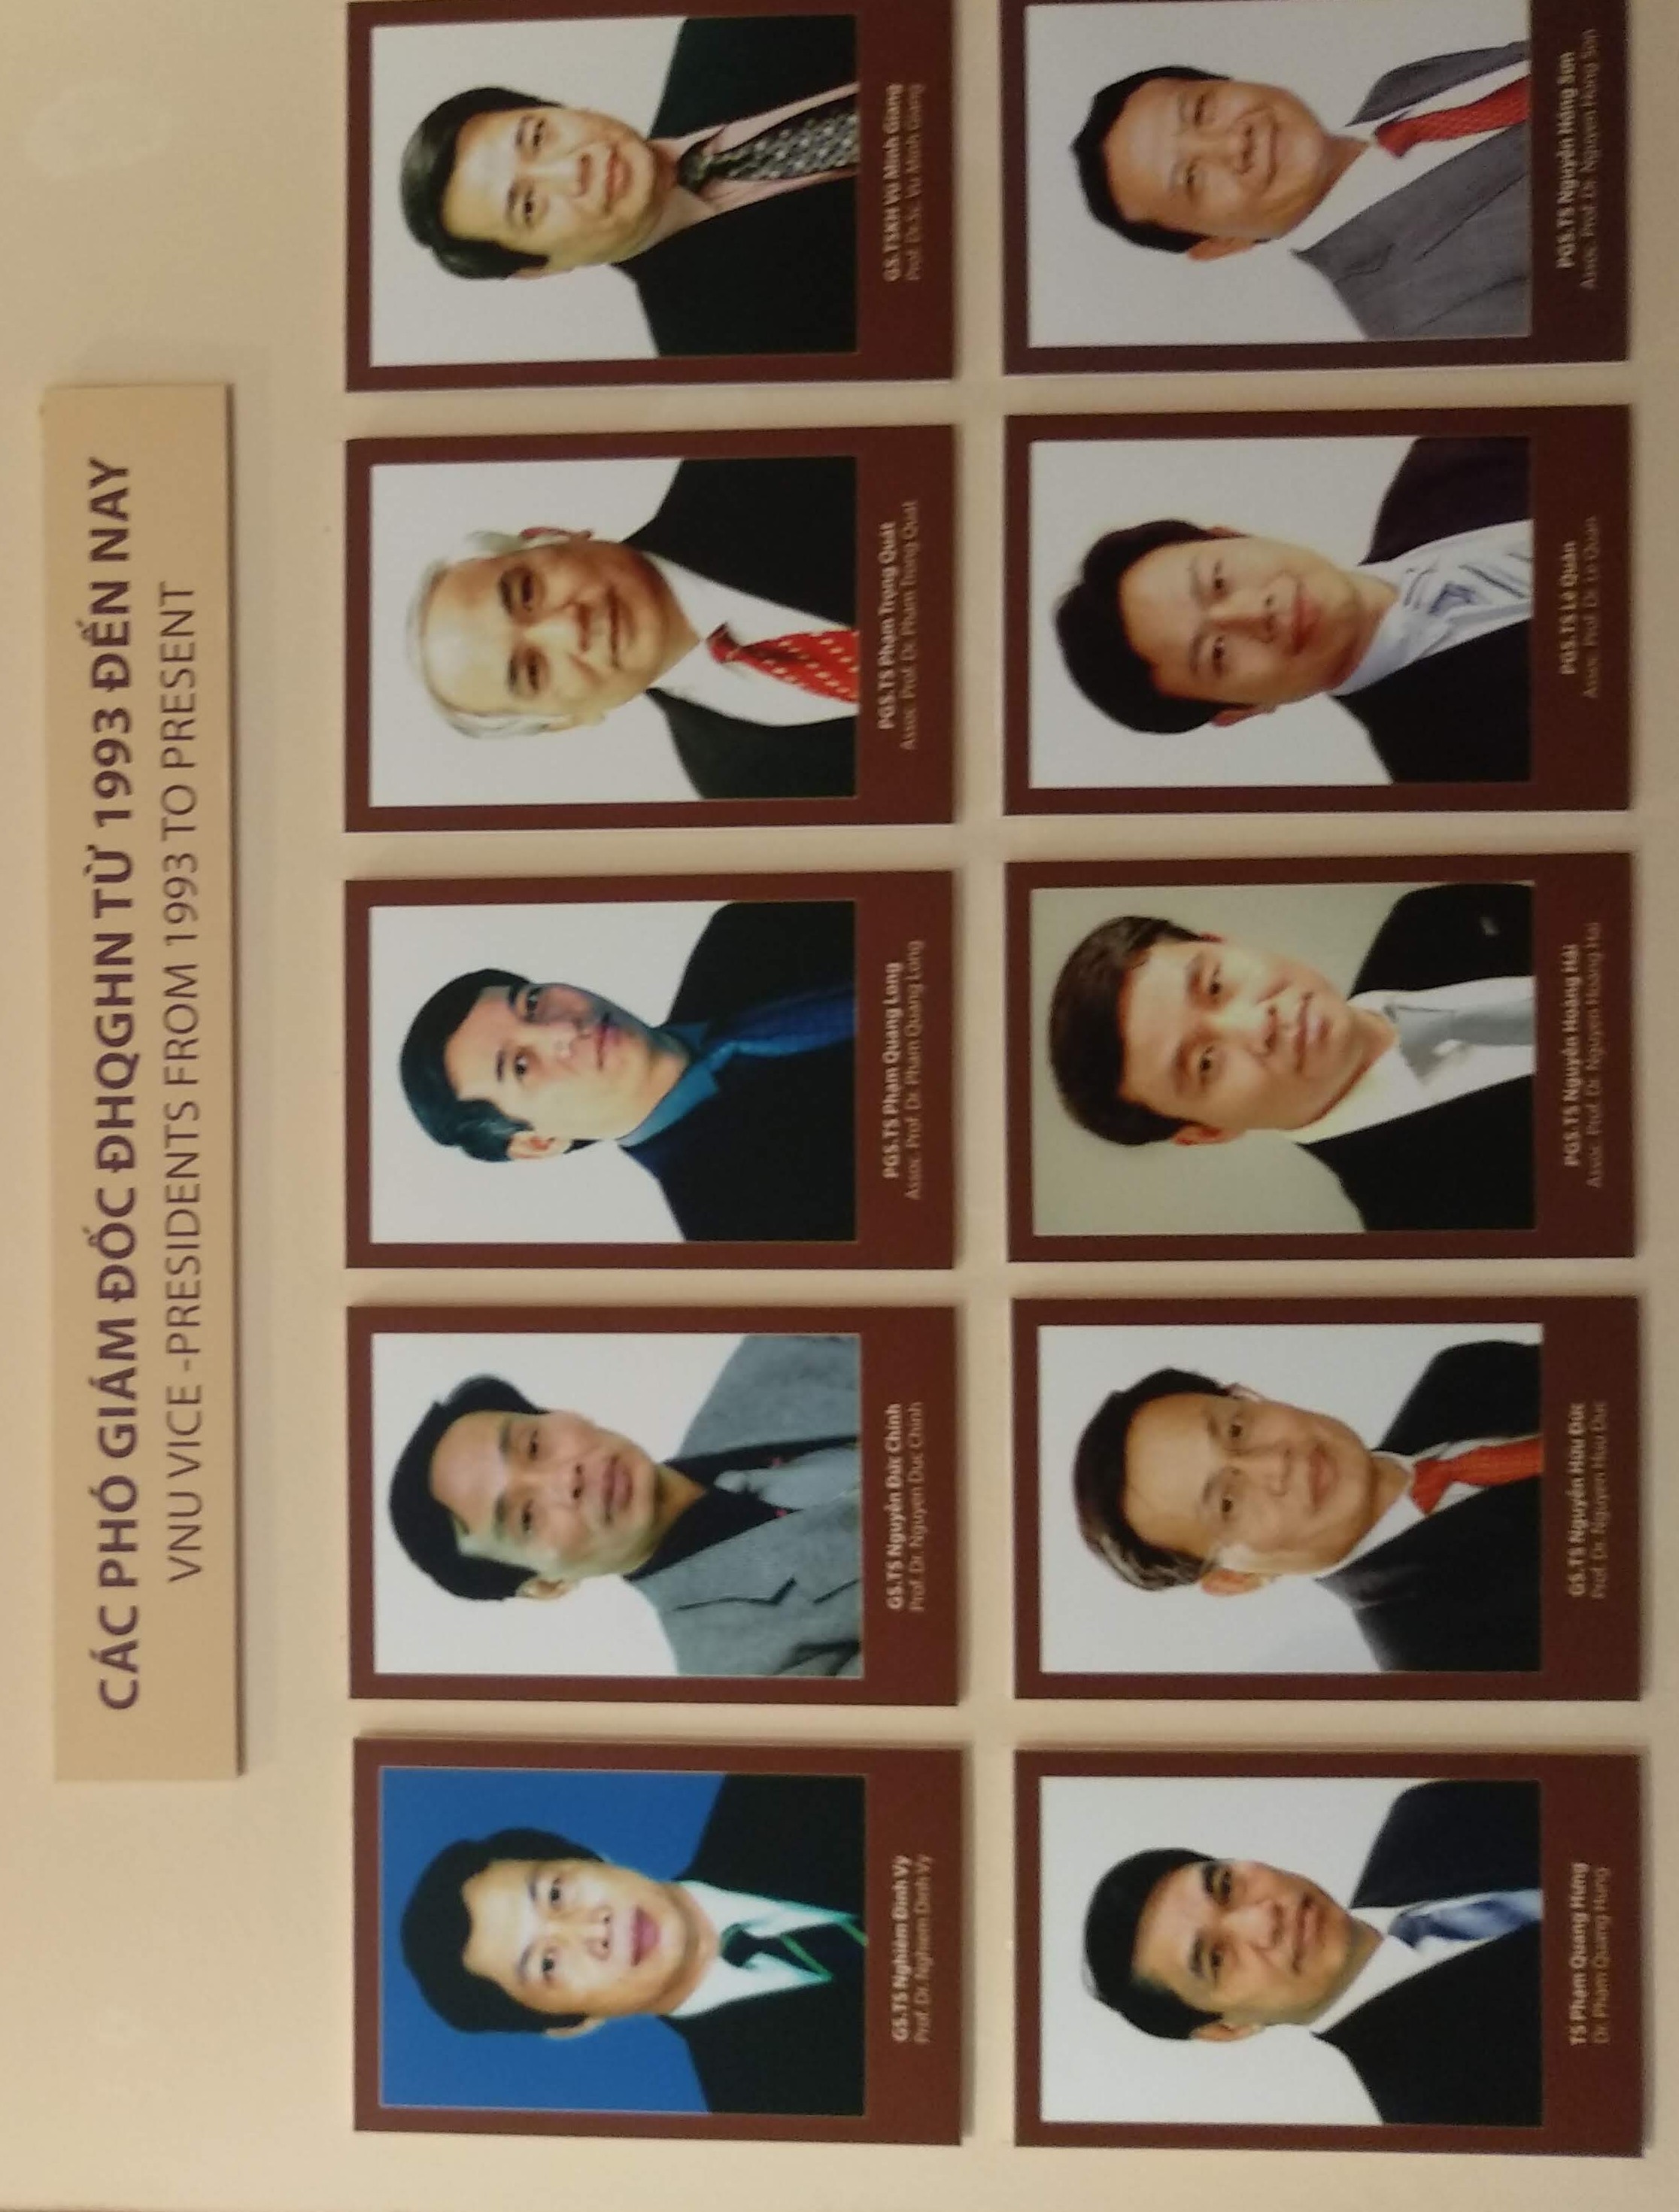 CÁC PHÓ GIÁM ĐỐC ĐHQGHN TỪ 1993 ĐẾN NAY
VNU VICE -PRESIDENTS FROM 1993 TO PRESENT
GS.TS Nghiêm Đình Vỳ
Prof. Dr. Nghiem Dinh Vy
GS.TS Nguyễn Đức Chính
Prof. Dr. Nguyen Duc Chinh
PGS.TS Phạm Quang Long
Assoc. Prof. Dr. Pham Quang Long
PGS.TS Phạm Trọng Quát
Assoc. Prof. Dr. Pham Trong Quat
GS.TSKH Vũ Minh Giang
Prof. Dr.Sc. Vu Minh Giang
TS Phạm Quang Hưng
Dr. Pham Quang Hung
GS.TS Nguyễn Hữu Đức
Prof. Dr. Nguyen Huu Duc
PGS.TS Nguyễn Hoàng Hải
Assoc. Prof. Dr. Nguyen Hoang Hai
PGS.TS Lê Quân
Assoc. Prof. Dr. Le Quan
PGS.TS Nguyễn Hồng Sơn
Assoc. Prof. Dr. Nguyen Hong Son